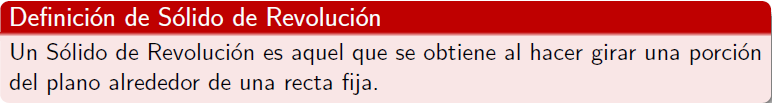 Definición de Sólido de Revolución
Un Sólido de Revolución es aquel que se obtiene al hacer girar una porción
del plano alrededor de una recta fija.